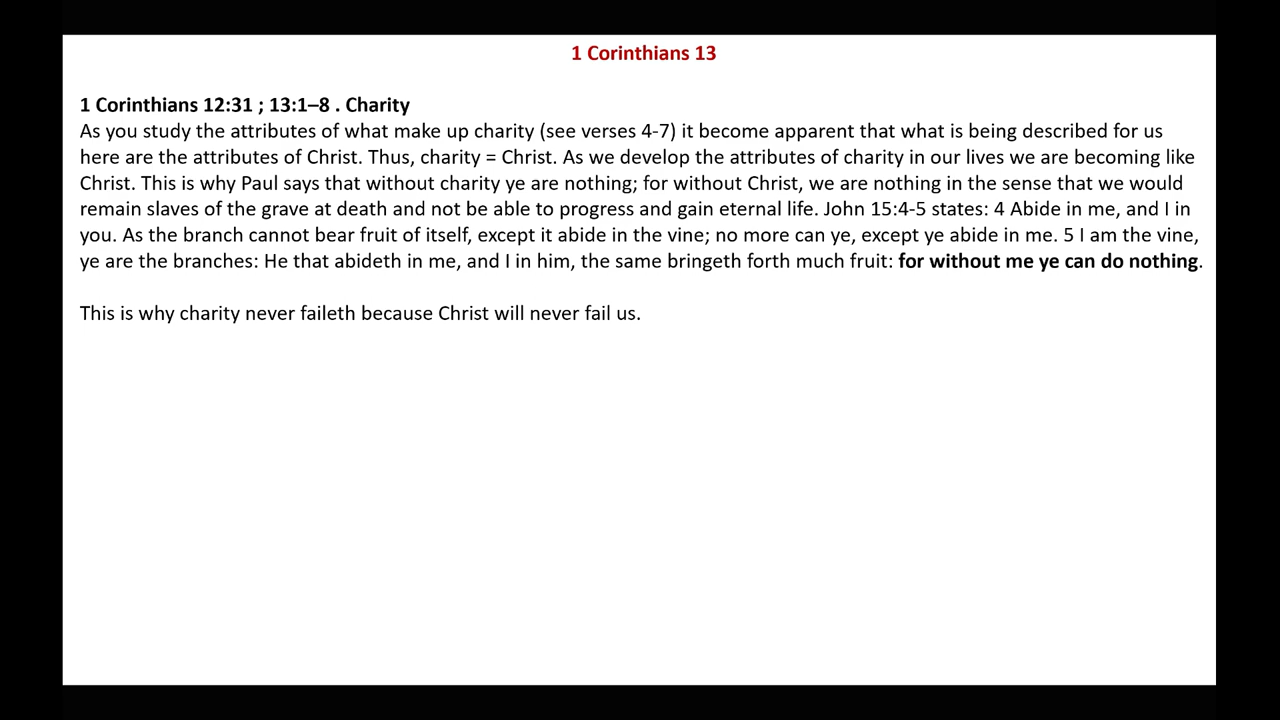 1 Corinthians 13
1 Corinthians 12:31 ; 13:1–8 . Charity
As you study the attributes of what make up charity (see verses 4-7) it become apparent that what is being described for us
here are the attributes of Christ. Thus, charity = Christ. As we develop the attributes of charity in our lives we are becoming like
Christ. This is why Paul says that without charity ye are nothing; for without Christ, we are nothing in the sense that we would
remain slaves of the grave at death and not be able to progress and gain eternal life. John 15:4-5 states: 4 Abide in me, and I in
you. As the branch cannot bear fruit of itself, except it abide in the vine; no more can ye, except ye abide in me. 5 I am the vine,
ye are the branches: He that abideth in me, and I in him, the same bringeth forth much fruit: for without me ye can do nothing.
This is why charity never faileth because Christ will never fail us.